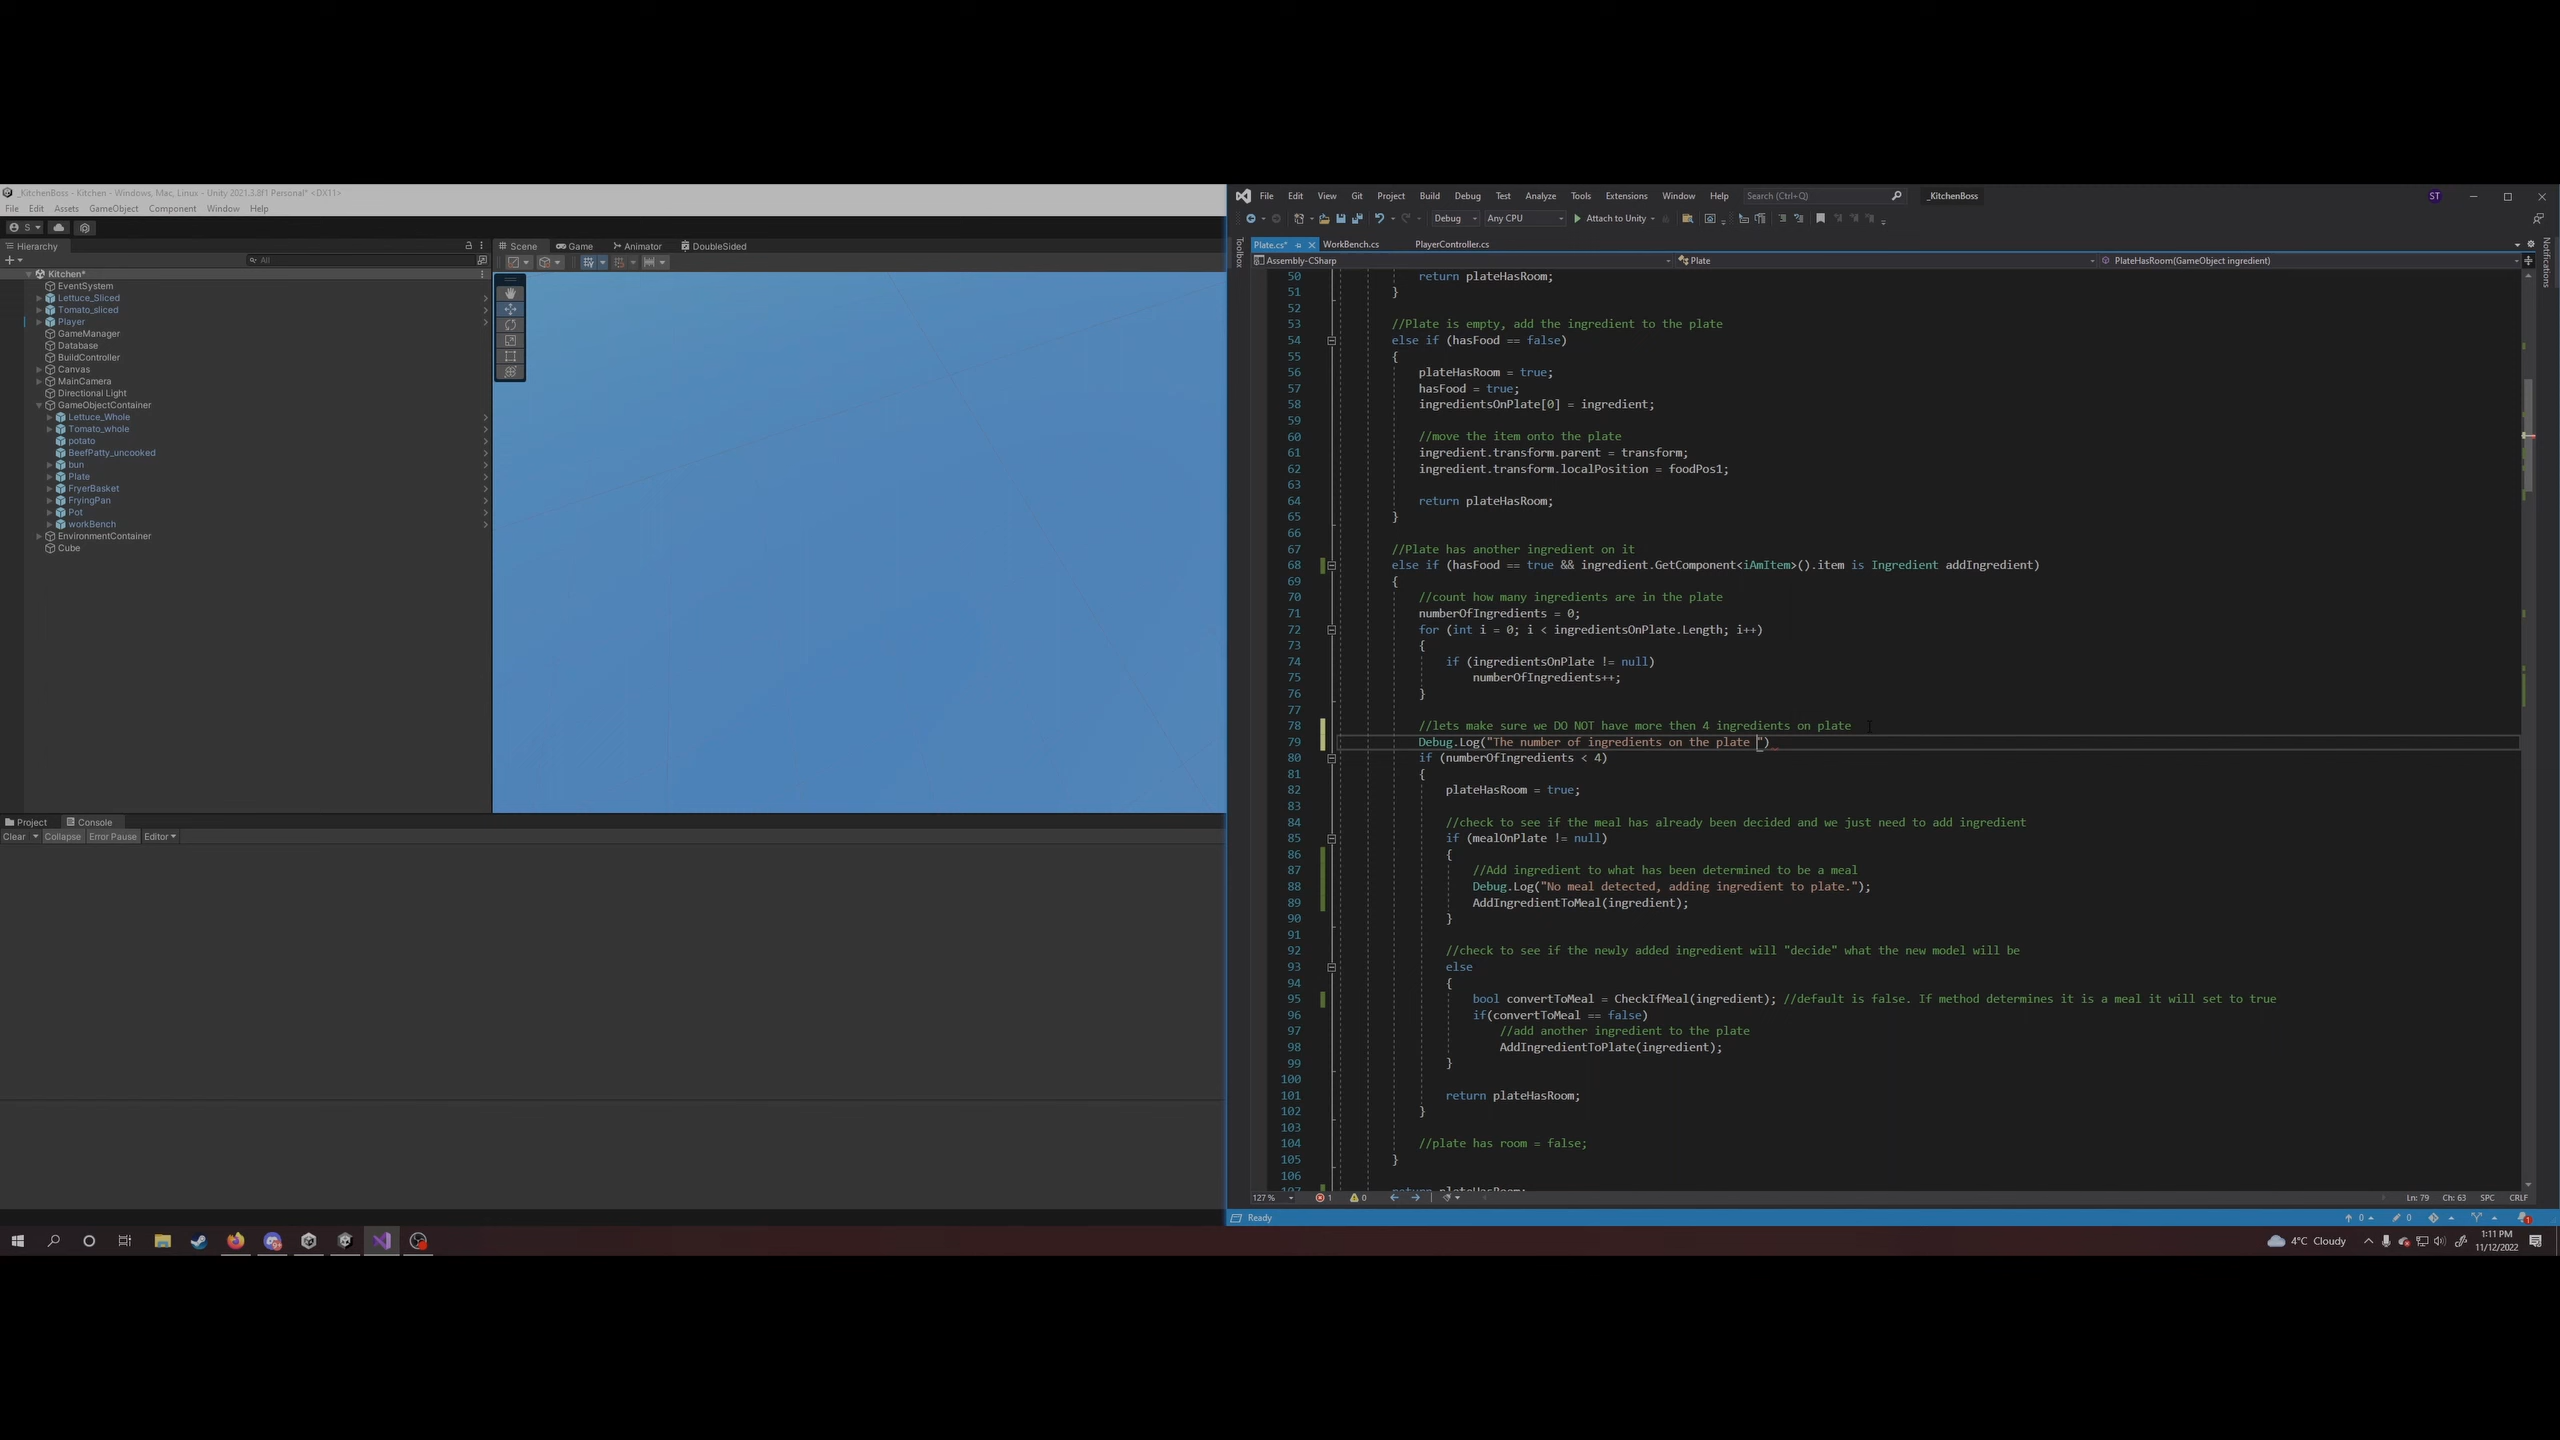 _KitchenBoss - Kitchen - Windows, Mac, Linux - Unity 2021.3.8f1 Personal* <DX11>
File Edit Assets GameObject Component Window Help
S
Hierarchy
All
Kitchen*
EventSystem
Lettuce_Sliced
Tomato_sliced
Player
GameManager
Database
BuildController
Canvas
MainCamera
Directional Light
GameObjectContainer
Lettuce_Whole
Tomato_whole
potato
BeefPatty_uncooked
bun
Plate
FryerBasket
FryingPan
Pot
workBench
EnvironmentContainer
Cube
Scene Game Animator DoubleSided
Project Console
Clear Collapse Error Pause Editor
File Edit View Git Project Build Debug Test Analyze Tools Extensions Window Help Search (Ctrl+Q) _KitchenBoss ST
Debug Any CPU Attach to Unity
Toolbox
Plate.cs* WorkBench.cs PlayerController.cs
Assembly-CSharp Plate PlateHasRoom(GameObject ingredient)
Notifications
50 return plateHasRoom;
51 }
52
53 //Plate is empty, add the ingredient to the plate
54 else if (hasFood == false)
55 {
56 plateHasRoom = true;
57 hasFood = true;
58 ingredientsOnPlate[0] = ingredient;
59
60 //move the item onto the plate
61 ingredient.transform.parent = transform;
62 ingredient.transform.localPosition = foodPos1;
63
64 return plateHasRoom;
65 }
66
67 //Plate has another ingredient on it
68 else if (hasFood == true && ingredient.GetComponent<iAmItem>().item is Ingredient addIngredient)
69 {
70 //count how many ingredients are in the plate
71 numberOfIngredients = 0;
72 for (int i = 0; i < ingredientsOnPlate.Length; i++)
73 {
74 if (ingredientsOnPlate != null)
75 numberOfIngredients++;
76 }
77
78 //lets make sure we DO NOT have more then 4 ingredients on plate
79 Debug.Log("The number of ingredients on the plate ")
80 if (numberOfIngredients < 4)
81 {
82 plateHasRoom = true;
83
84 //check to see if the meal has already been decided and we just need to add ingredient
85 if (mealOnPlate != null)
86 {
87 //Add ingredient to what has been determined to be a meal
88 Debug.Log("No meal detected, adding ingredient to plate.");
89 AddIngredientToMeal(ingredient);
90 }
91
92 //check to see if the newly added ingredient will "decide" what the new model will be
93 else
94 {
95 bool convertToMeal = CheckIfMeal(ingredient); //default is false. If method determines it is a meal it will set to true
96 if(convertToMeal == false)
97 //add another ingredient to the plate
98 AddIngredientToPlate(ingredient);
99 }
100
101 return plateHasRoom;
102 }
103
104 //plate has room = false;
105 }
106
107 return plateHasRoom;
127 % 1 0 Ln: 79 Ch: 63 SPC CRLF
Ready 0 0 1
4°C Cloudy 1:11 PM
11/12/2022